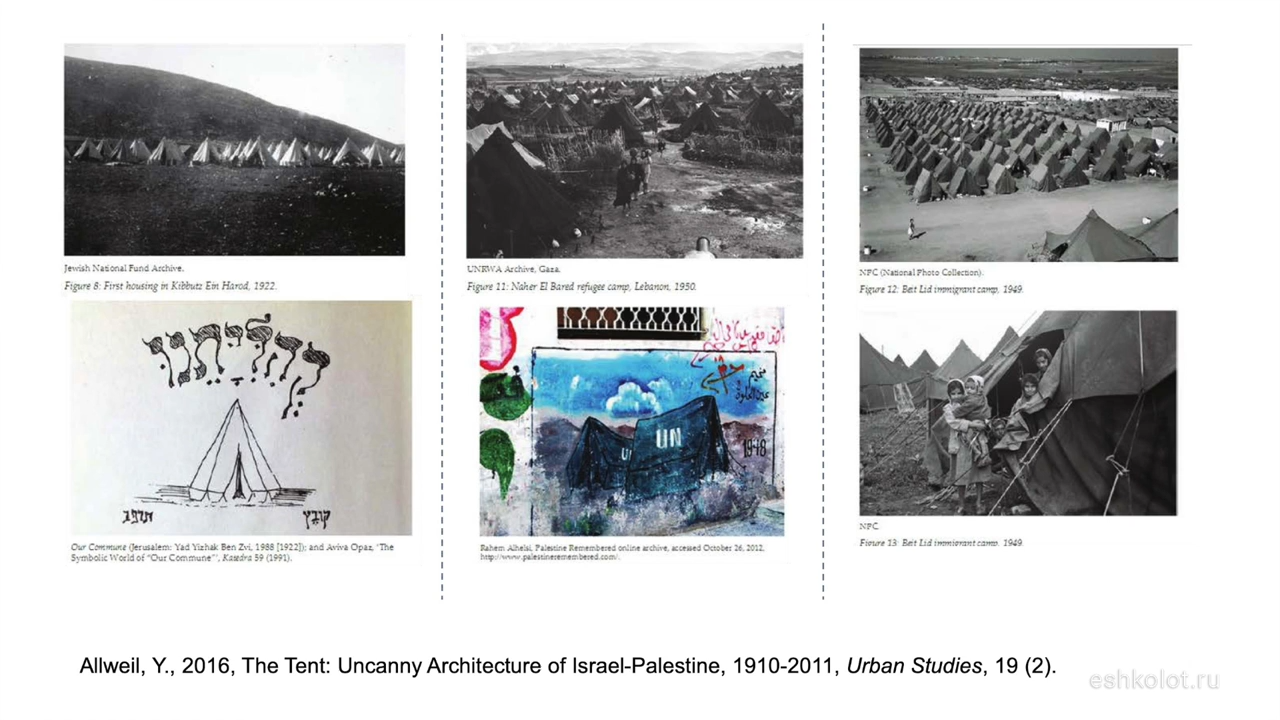 Jewish National Fund Archive.
Figure 8: First housing in Kibbutz Ein Harod, 1922.
קהליתנו
תרפב
קובץ
Our Commune (Jerusalem: Yad Yizhak Ben Zvi, 1988 [1922]); and Aviva Opaz, 'The
Symbolic World of "Our Commune"', Katedra 59 (1991).
UNRWA Archive, Gaza.
Figure 11: Naher El Bared refugee camp, Lebanon, 1950.
مخيم
عين الحلوة
UN
1948
Rahem Alhelsi, Palestine Remembered online archive, accessed October 26, 2012,
http://www.palestineremembered.com/.
NPC (National Photo Collection).
Figure 12: Beit Lid immigrant camp, 1949.
NPC.
Figure 13: Beit Lid immigrant camp, 1949.
Allweil, Y., 2016, The Tent: Uncanny Architecture of Israel-Palestine, 1910-2011, Urban Studies, 19 (2).
eshkolot.ru